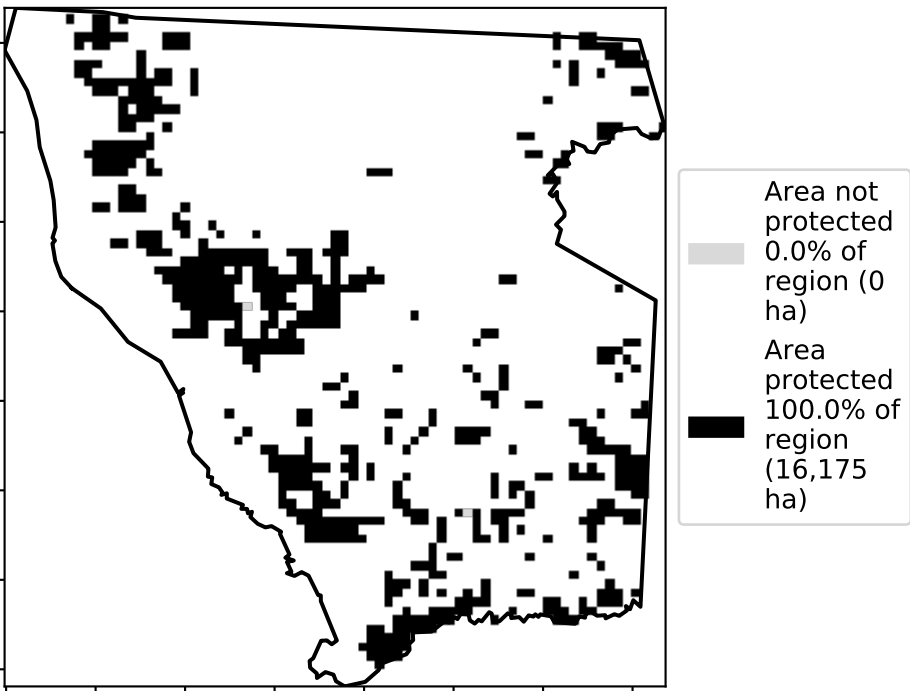 Area not
protected
0.0% of
region (0
ha)
Area
protected
100.0% of
region
(16,175
ha)